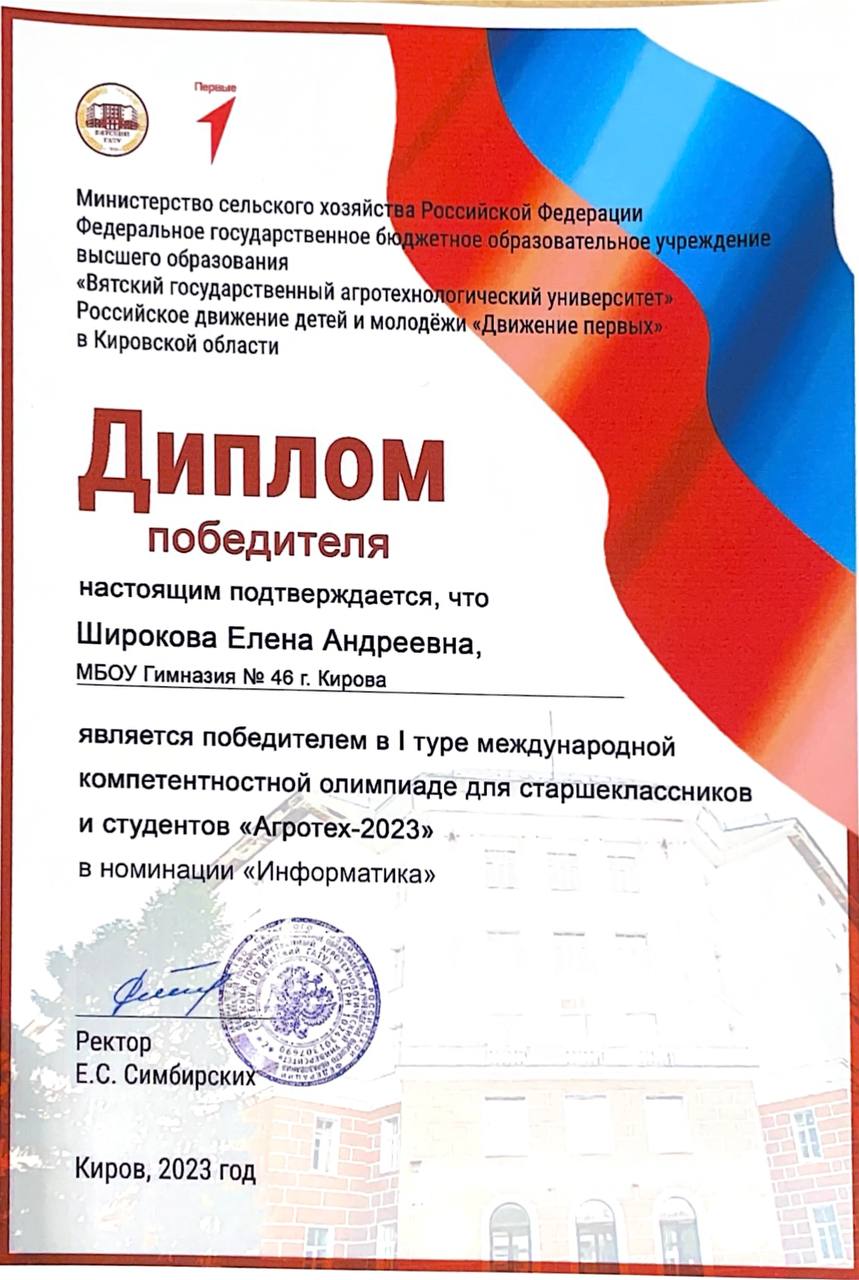 Первые
ВЯТСКИЙ
ГАТУ
Министерство сельского хозяйства Российской Федерации
Федеральное государственное бюджетное образовательное учреждение
высшего образования
«Вятский государственный агротехнологический университет»
Российское движение детей и молодёжи «Движение первых»
в Кировской области
Диплом
победителя
настоящим подтверждается, что
Широкова Елена Андреевна,
МБОУ Гимназия № 46 г. Кирова
является победителем в I туре международной
компетентностной олимпиаде для старшеклассников
и студентов «Агротех-2023»
в номинации «Информатика»
Ректор
Е.С. Симбирских
Киров, 2023 год